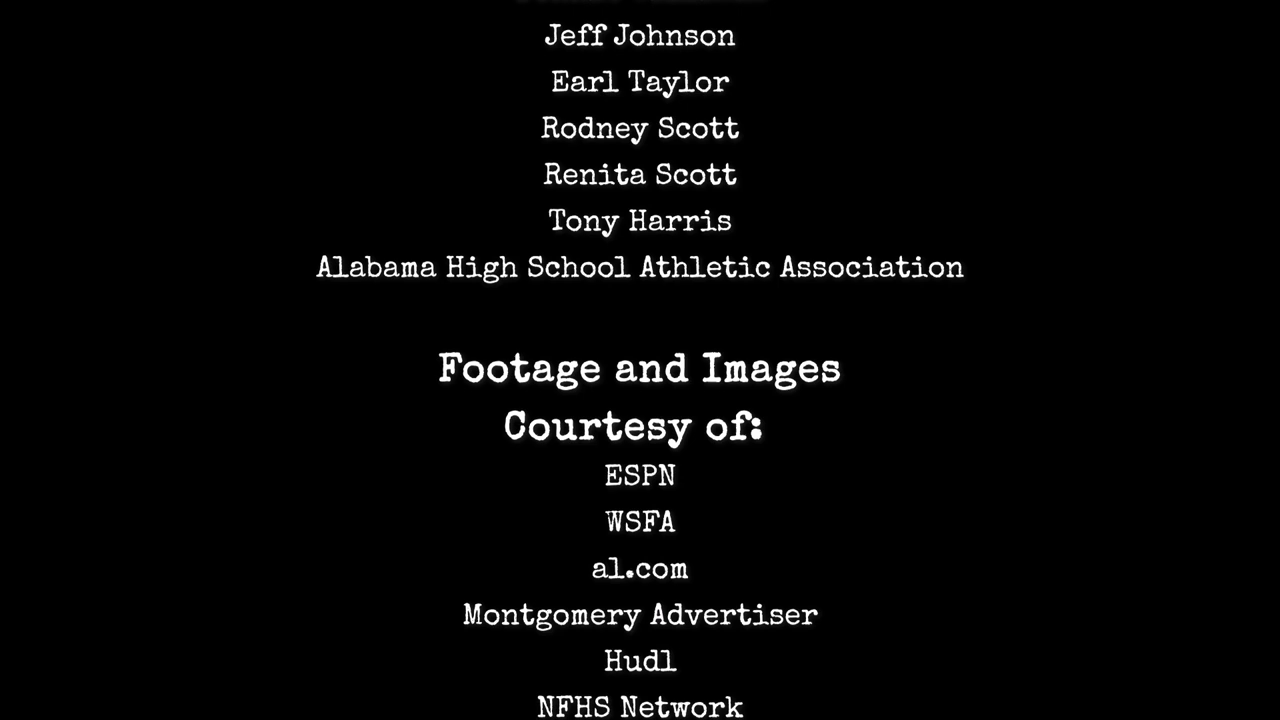 Jeff Johnson
Earl Taylor
Rodney Scott
Renita Scott
Tony Harris
Alabama High School Athletic Association
Footage and Images
Courtesy of:
ESPN
WSFA
al.com
Montgomery Advertiser
Hudl
NFHS Network